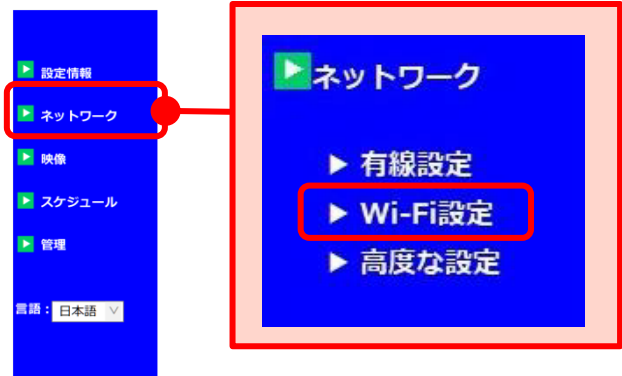 設定情報
ネットワーク
映像
スケジュール
管理
言語：日本語
ネットワーク
有線設定
Wi-Fi設定
高度な設定